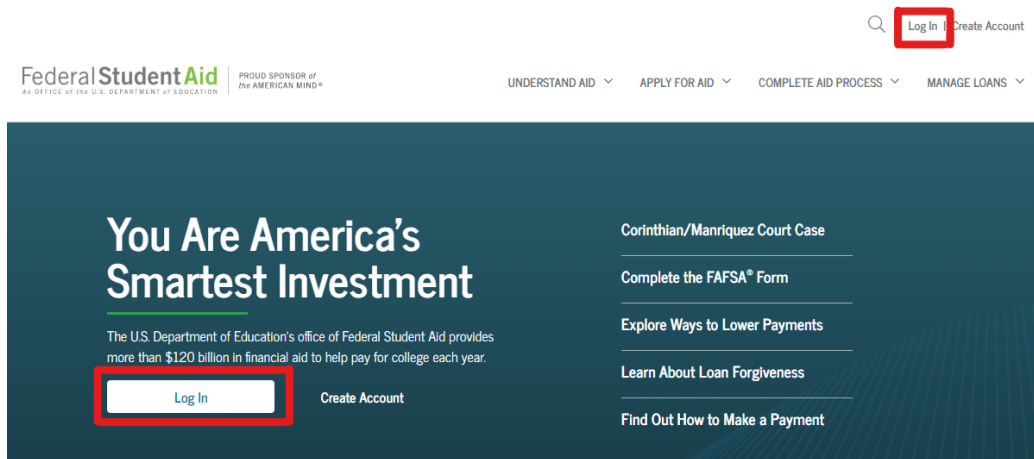 Log In | Create Account
Federal Student Aid
An OFFICE of the U.S. DEPARTMENT of EDUCATION
PROUD SPONSOR of
the AMERICAN MIND®
UNDERSTAND AID
APPLY FOR AID
COMPLETE AID PROCESS
MANAGE LOANS
You Are America's
Smartest Investment
The U.S. Department of Education's office of Federal Student Aid provides
more than $120 billion in financial aid to help pay for college each year.
Log In
Create Account
Corinthian/Manriquez Court Case
Complete the FAFSA® Form
Explore Ways to Lower Payments
Learn About Loan Forgiveness
Find Out How to Make a Payment